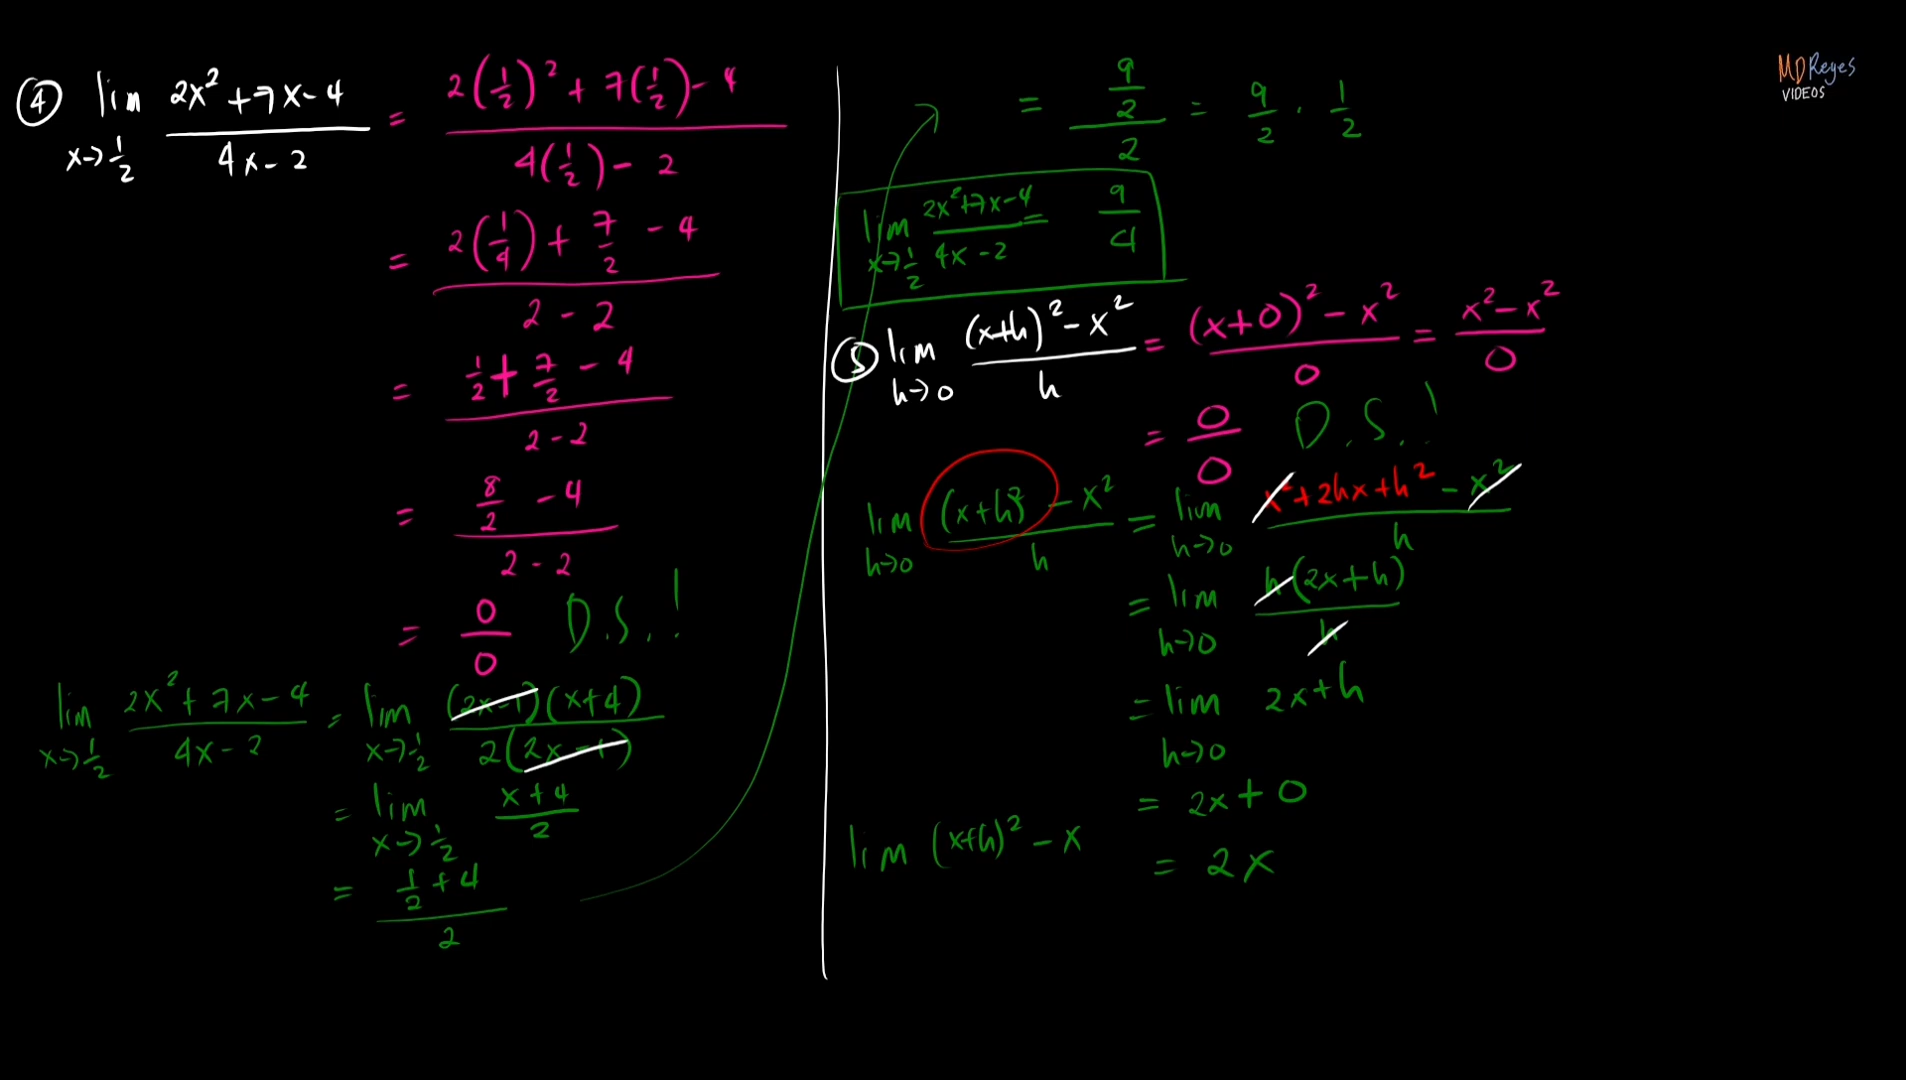 ④ lim x→1/2 (2x²+7x-4)/(4x-2) = (2(1/2)² + 7(1/2) - 4)/(4(1/2) - 2)
= (2(1/4) + 7/2 - 4)/(2 - 2)
= (1/2 + 7/2 - 4)/(2-2)
= (8/2 - 4)/(2-2)
= 0/0 D.S.!
lim x→1/2 (2x²+7x-4)/(4x-2) = lim x→1/2 (2x-1)(x+4)/2(2x-1)
= lim x→1/2 (x+4)/2
= (1/2+4)/2
= (9/2)/2 = 9/2 · 1/2
lim x→1/2 (2x²+7x-4)/(4x-2) = 9/4
⑤ lim h→0 ((x+h)²-x²)/h = ((x+0)²-x²)/0 = (x²-x²)/0
= 0/0 D.S.!
lim h→0 ((x+h)²-x²)/h = lim h→0 (x²+2hx+h²-x²)/h
= lim h→0 h(2x+h)/h
= lim h→0 2x+h
= 2x+0
lim (x+h)²-x = 2x
MDReyes
VIDEOS